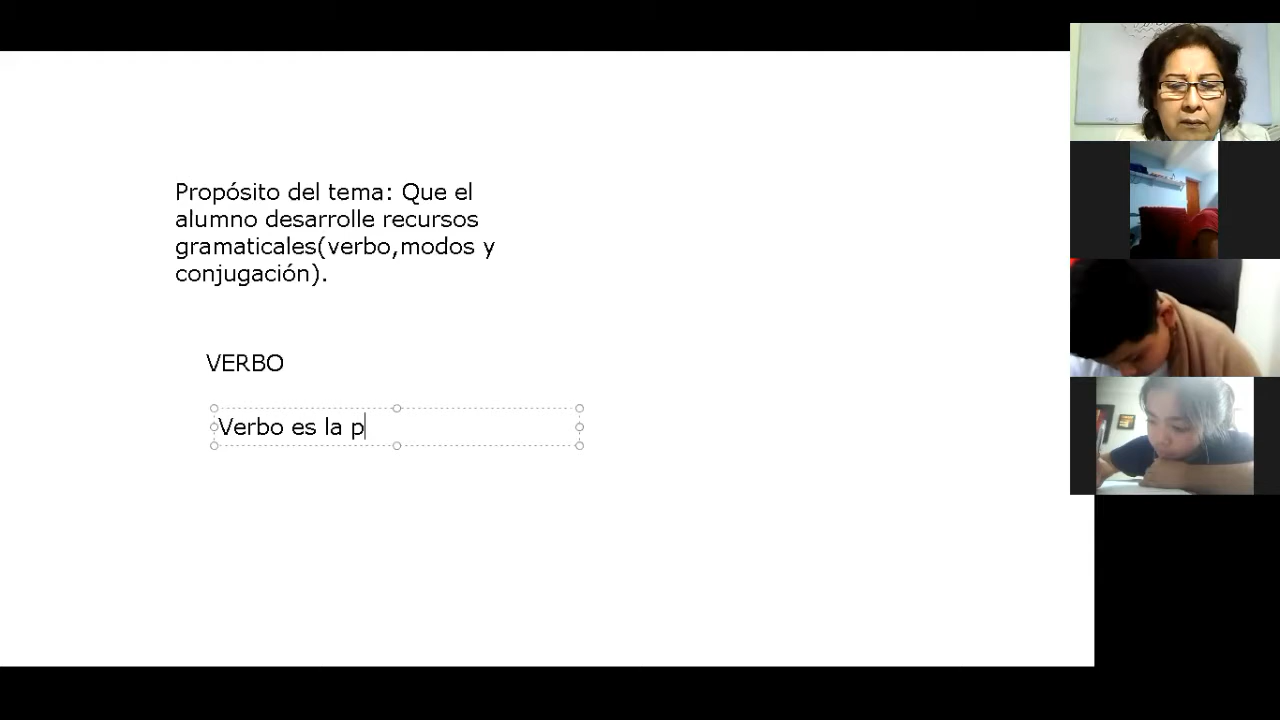 Propósito del tema: Que el
alumno desarrolle recursos
gramaticales(verbo,modos y
conjugación).
VERBO
Verbo es la p